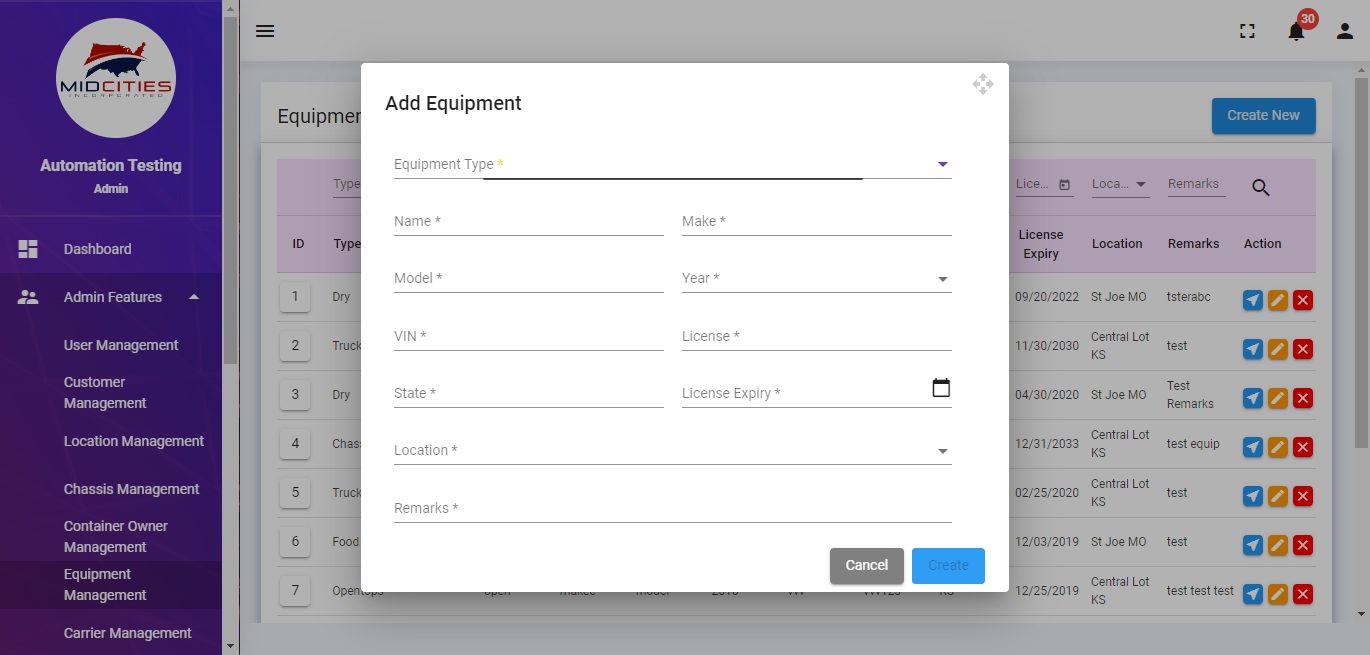 MIDCITIES
INCORPORATED
Automation Testing
Admin
Dashboard
Admin Features
User Management
Customer
Management
Location Management
Chassis Management
Container Owner
Management
Equipment
Management
Carrier Management
30
Create New
Add Equipment
Equipment Type *
Name *
Make *
Model *
Year *
VIN *
License *
State *
License Expiry *
Location *
Remarks *
Cancel
Create
Type
Lice...
Loca...
Remarks
ID
Type
License
Expiry
Location
Remarks
Action
1
Dry
09/20/2022
St Joe MO
tsterabc
2
Truck
11/30/2030
Central Lot
KS
test
3
Dry
04/30/2020
St Joe MO
Test
Remarks
4
12/31/2033
Central Lot
KS
test equip
5
Truck
02/25/2020
Central Lot
KS
test
6
Food
12/03/2019
St Joe MO
test
7
12/25/2019
Central Lot
KS
test test test